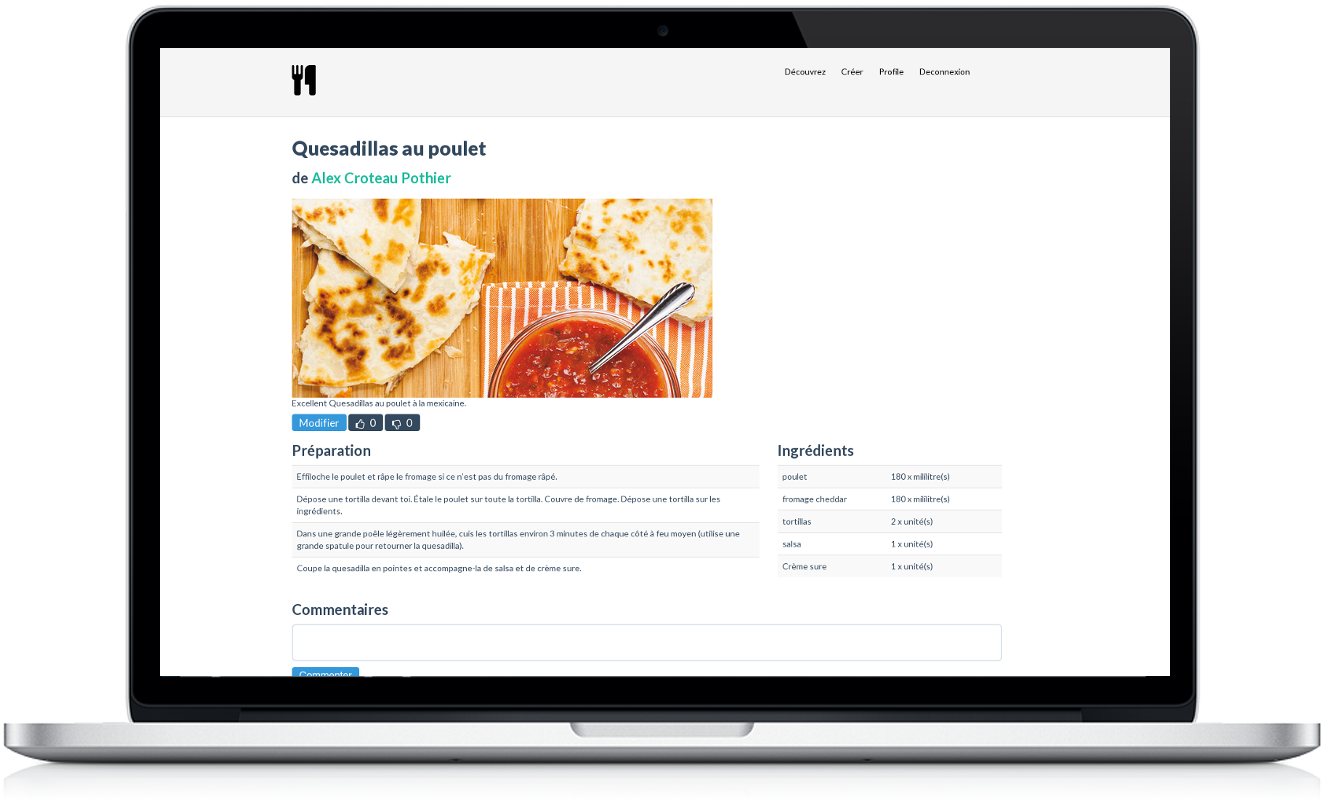 Découvrez Créer Profile Deconnexion
Quesadillas au poulet
de Alex Croteau Pothier
Excellent Quesadillas au poulet à la mexicaine.
Modifier 0 0
Préparation
Effiloche le poulet et râpe le fromage si ce n'est pas du fromage râpé.
Dépose une tortilla devant toi. Étale le poulet sur toute la tortilla. Couvre de fromage. Dépose une tortilla sur les
ingrédients.
Dans une grande poêle légèrement huilée, cuis les tortillas environ 3 minutes de chaque côté à feu moyen (utilise une
grande spatule pour retourner la quesadilla).
Coupe la quesadilla en pointes et accompagne-la de salsa et de crème sure.
Ingrédients
poulet 180 x mililitre(s)
fromage cheddar 180 x mililitre(s)
tortillas 2 x unité(s)
salsa 1 x unité(s)
Crème sure 1 x unité(s)
Commentaires
Commenter